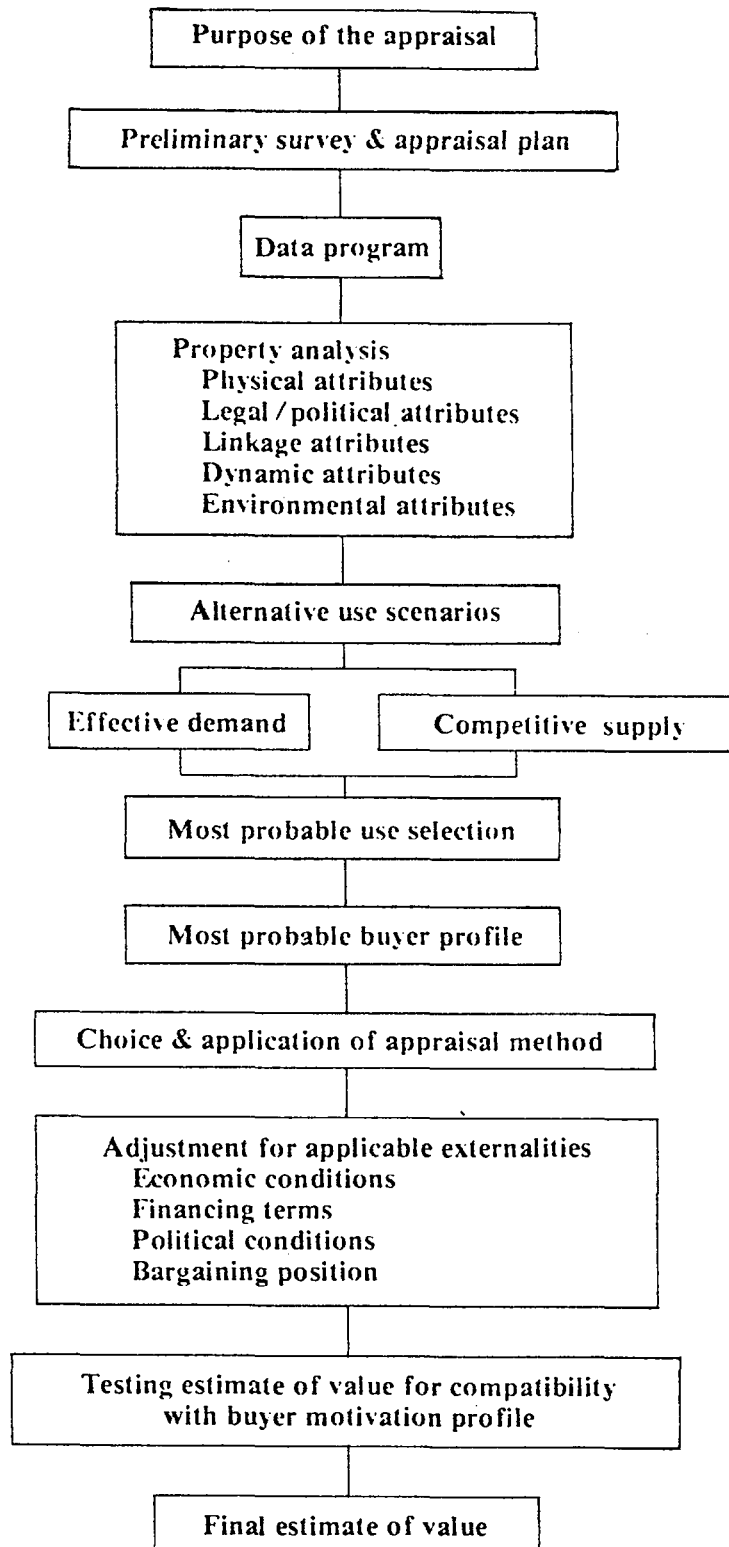 Purpose of the appraisal
Preliminary survey & appraisal plan
Data program
Property analysis
Physical attributes
Legal / political attributes
Linkage attributes
Dynamic attributes
Environmental attributes
Alternative use scenarios
Effective demand
Competitive supply
Most probable use selection
Most probable buyer profile
Choice & application of appraisal method
Adjustment for applicable externalities
Economic conditions
Financing terms
Political conditions
Bargaining position
Testing estimate of value for compatibility
with buyer motivation profile
Final estimate of value